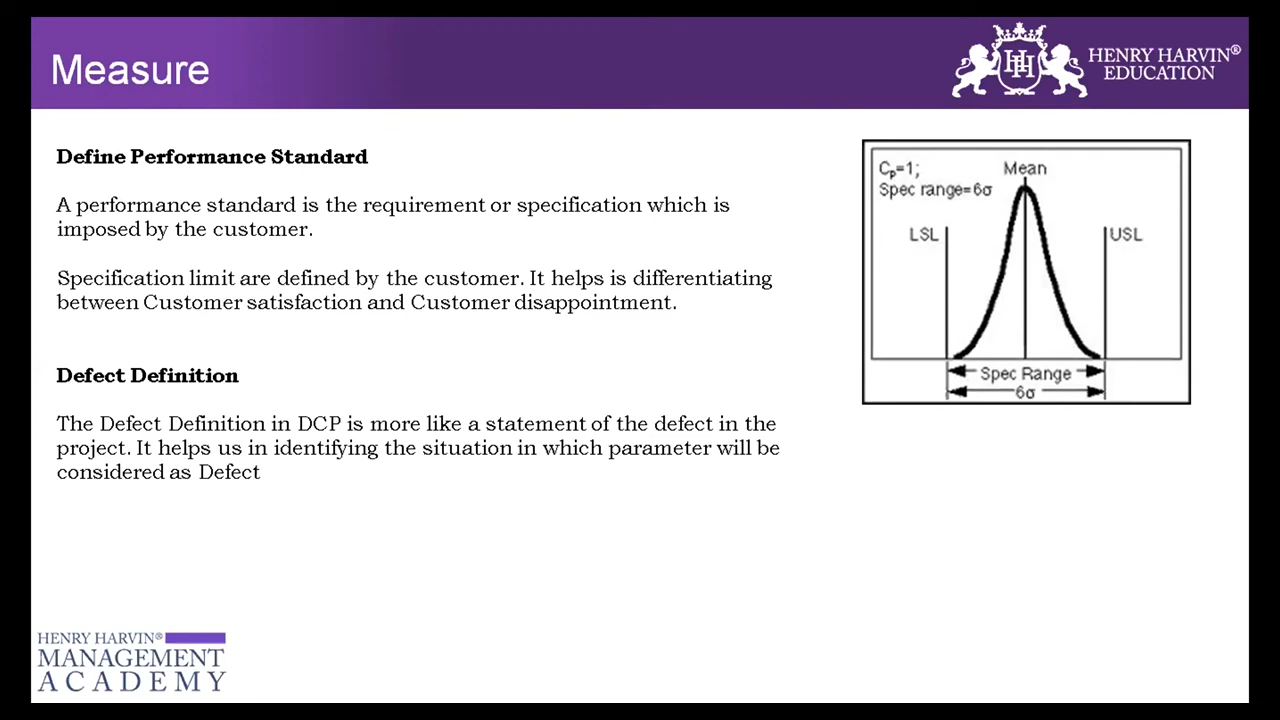 Measure
HENRY HARVIN®
EDUCATION
Define Performance Standard
A performance standard is the requirement or specification which is
imposed by the customer.
Specification limit are defined by the customer. It helps is differentiating
between Customer satisfaction and Customer disappointment.
Defect Definition
The Defect Definition in DCP is more like a statement of the defect in the
project. It helps us in identifying the situation in which parameter will be
considered as Defect
Cp=1;
Spec range=6σ
Mean
LSL
USL
Spec Range
6σ
HENRY HARVIN®
MANAGEMENT
ACADEMY